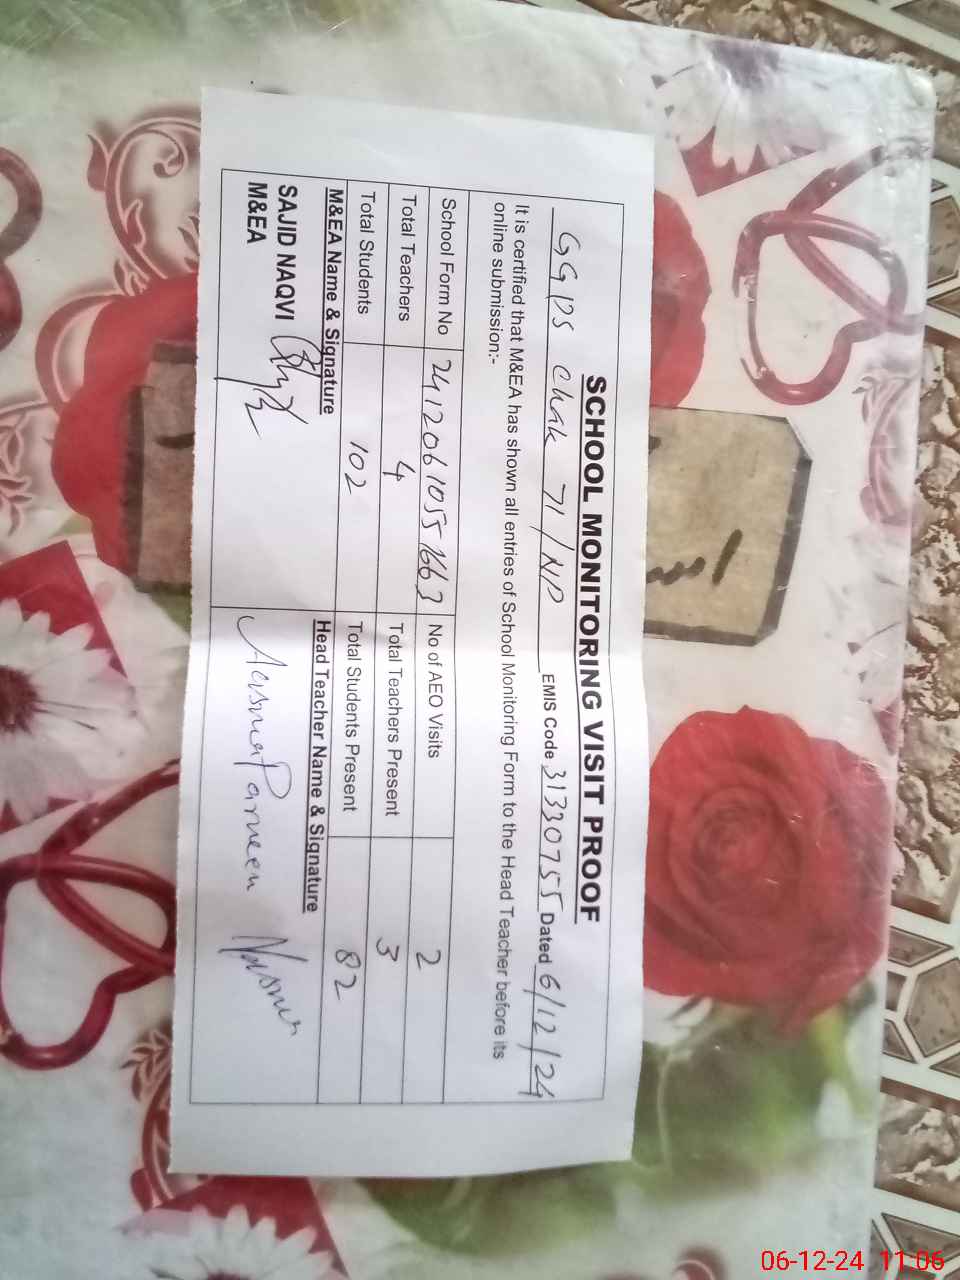 SCHOOL MONITORING VISIT PROOF
GGPS Chak 71/NP EMIS Code 31330755 Dated 6/12/24
It is certified that M&EA has shown all entries of School Monitoring Form to the Head Teacher before its
online submission:-
School Form No 24120610551663 No of AEO Visits 2
Total Teachers 4 Total Teachers Present 3
Total Students 102 Total Students Present 82
M&EA Name & Signature Head Teacher Name & Signature
SAJID NAQVI
M&EA
Parveen
06-12-24 11:06